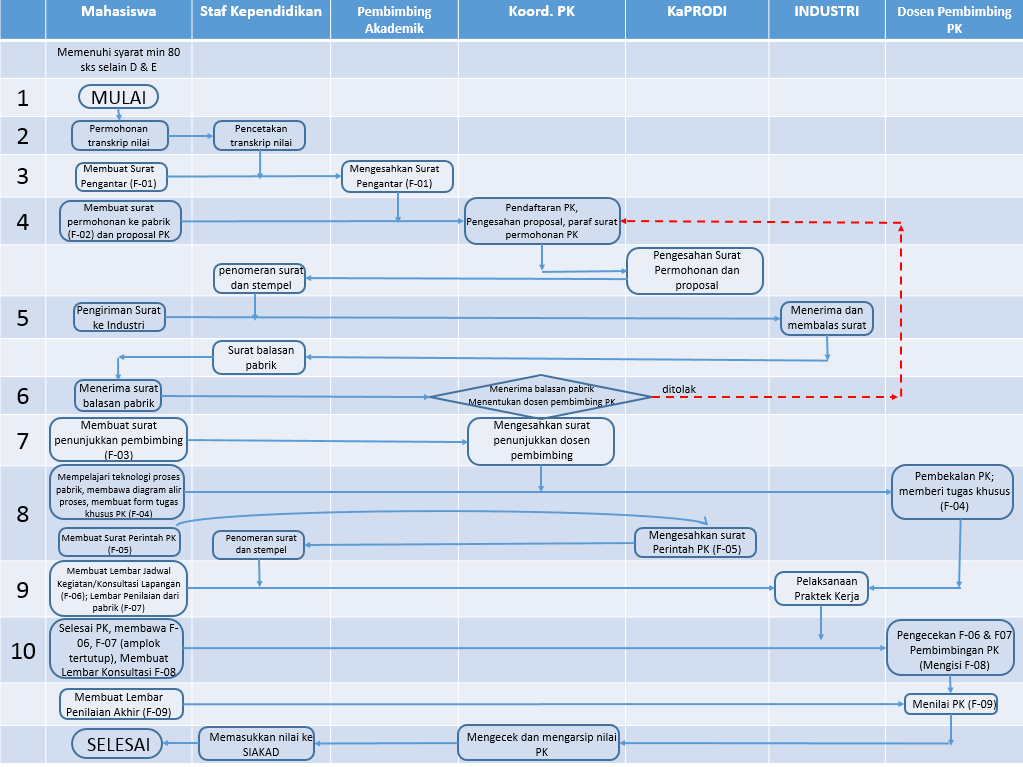 Mahasiswa
Staf Kependidikan
Pembimbing
Akademik
Koord. PK
KaPRODI
INDUSTRI
Dosen Pembimbing
PK
Memenuhi syarat min 80
sks selain D & E
1
MULAI
2
Permohonan
transkrip nilai
Pencetakan
transkrip nilai
3
Membuat Surat
Pengantar (F-01)
Mengesahkan Surat
Pengantar (F-01)
4
Membuat surat
permohonan ke pabrik
(F-02) dan proposal PK
Pendaftaran PK,
Pengesahan proposal, paraf surat
permohonan PK
penomeran surat
dan stempel
Pengesahan Surat
Permohonan dan
proposal
5
Pengiriman Surat
ke Industri
Menerima dan
membalas surat
Surat balasan
pabrik
6
Menerima surat
balasan pabrik
Menerima balasan pabrik
Menentukan dosen pembimbing PK
ditolak
7
Membuat surat
penunjukkan pembimbing
(F-03)
Mengesahkan surat
penunjukkan dosen
pembimbing
8
Mempelajari teknologi proses
pabrik, membawa diagram alir
proses, membuat form tugas
khusus PK (F-04)
Pembekalan PK;
memberi tugas khusus
(F-04)
Membuat Surat Perintah PK
(F-05)
Penomeran surat
dan stempel
Mengesahkan surat
Perintah PK (F-05)
9
Membuat Lembar Jadwal
Kegiatan/Konsultasi Lapangan
(F-06); Lembar Penilaian dari
pabrik (F-07)
Pelaksanaan
Praktek Kerja
10
Selesai PK, membawa F-
06, F-07 (amplok
tertutup), Membuat
Lembar Konsultasi F-08
Pengecekan F-06 & F07
Pembimbingan PK
(Mengisi F-08)
Membuat Lembar
Penilaian Akhir (F-09)
Menilai PK (F-09)
SELESAI
Memasukkan nilai ke
SIAKAD
Mengecek dan mengarsip nilai
PK